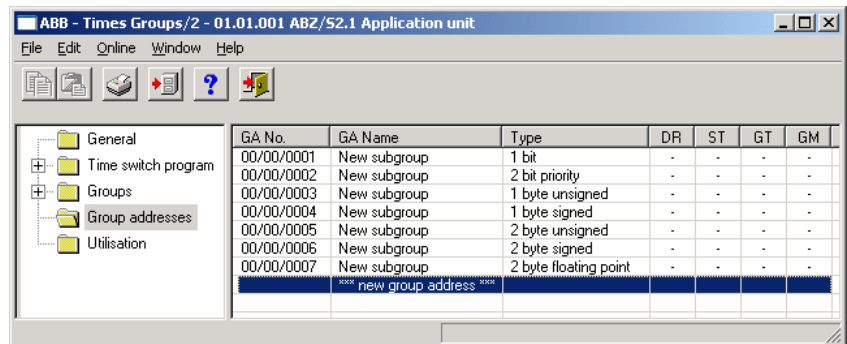 ABB - Times Groups/2 - 01.01.001 ABZ/S2.1 Application unit
File Edit Online Window Help
General
Time switch program
Groups
Group addresses
Utilisation
GA No. GA Name Type DR ST GT GM
00/00/0001 New subgroup 1 bit - - - -
00/00/0002 New subgroup 2 bit priority - - - -
00/00/0003 New subgroup 1 byte unsigned - - - -
00/00/0004 New subgroup 1 byte signed - - - -
00/00/0005 New subgroup 2 byte unsigned - - - -
00/00/0006 New subgroup 2 byte signed - - - -
00/00/0007 New subgroup 2 byte floating point - - - -
*** new group address ***